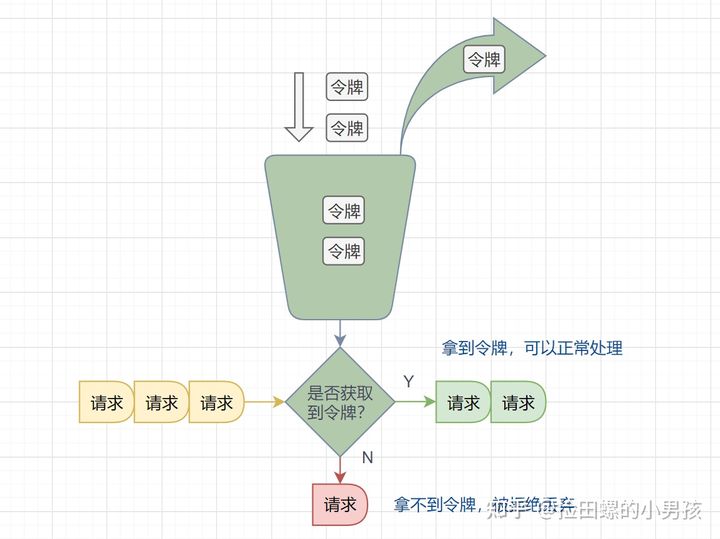 令牌
令牌
令牌
令牌
令牌
拿到令牌，可以正常处理
请求 请求 请求
是否获取
到令牌？
Y
请求 请求
N
请求
拿不到令牌，被拒绝丢弃
知乎 @捡田螺的小男孩